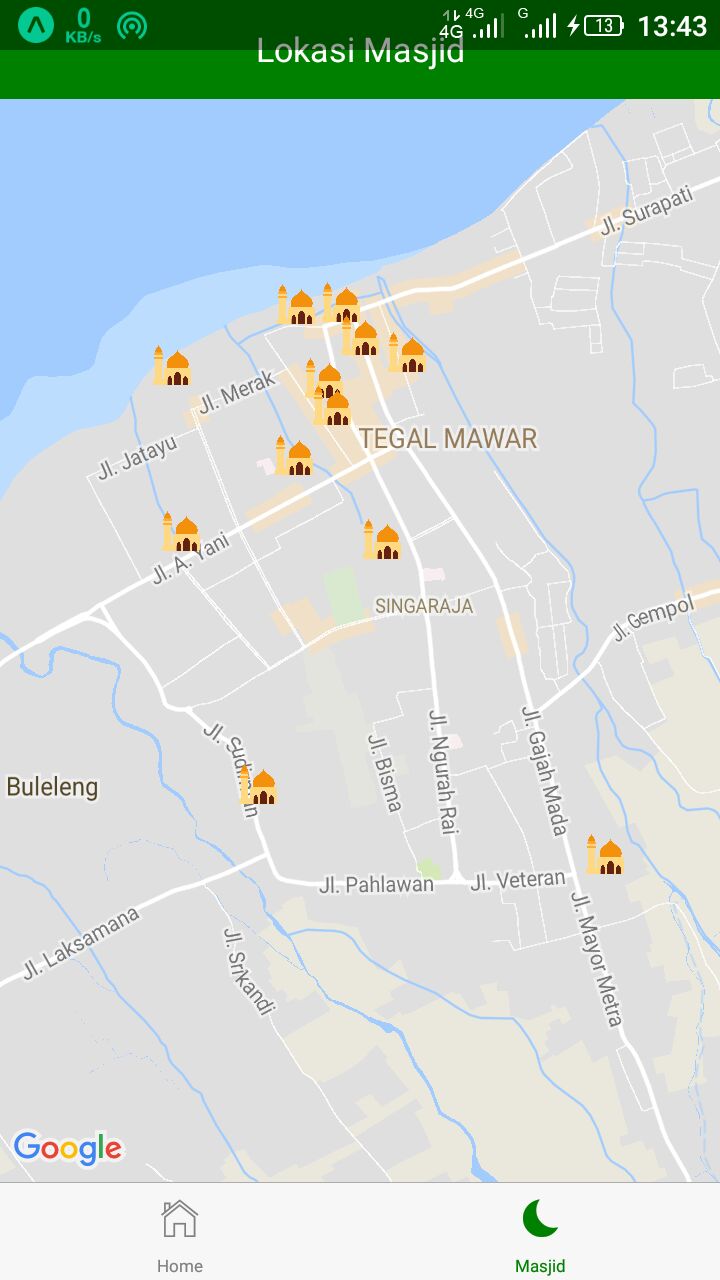 0
KB/s
4G
4G
G
13
13:43
Lokasi Masjid
Jl. Surapati
Jl. Merak
Jl. Jatayu
TEGAL MAWAR
Jl. A. Yani
SINGARAJA
Jl. Gempol
Jl. Sudirman
Jl. Bisma
Jl. Ngurah Rai
Jl. Gajah Mada
Buleleng
Jl. Pahlawan
Jl. Veteran
Jl. Laksamana
Jl. Srikandi
Jl. Mayor Metra
Google
Home
Masjid